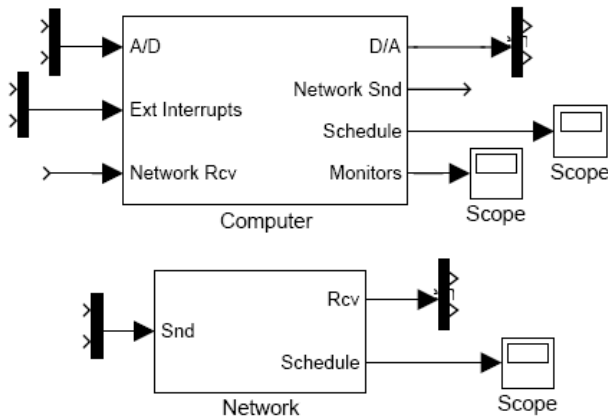 A/D
D/A
Ext Interrupts
Network Snd
Schedule
Network Rcv
Monitors
Scope
Scope
Computer
Rcv
Snd
Schedule
Scope
Network